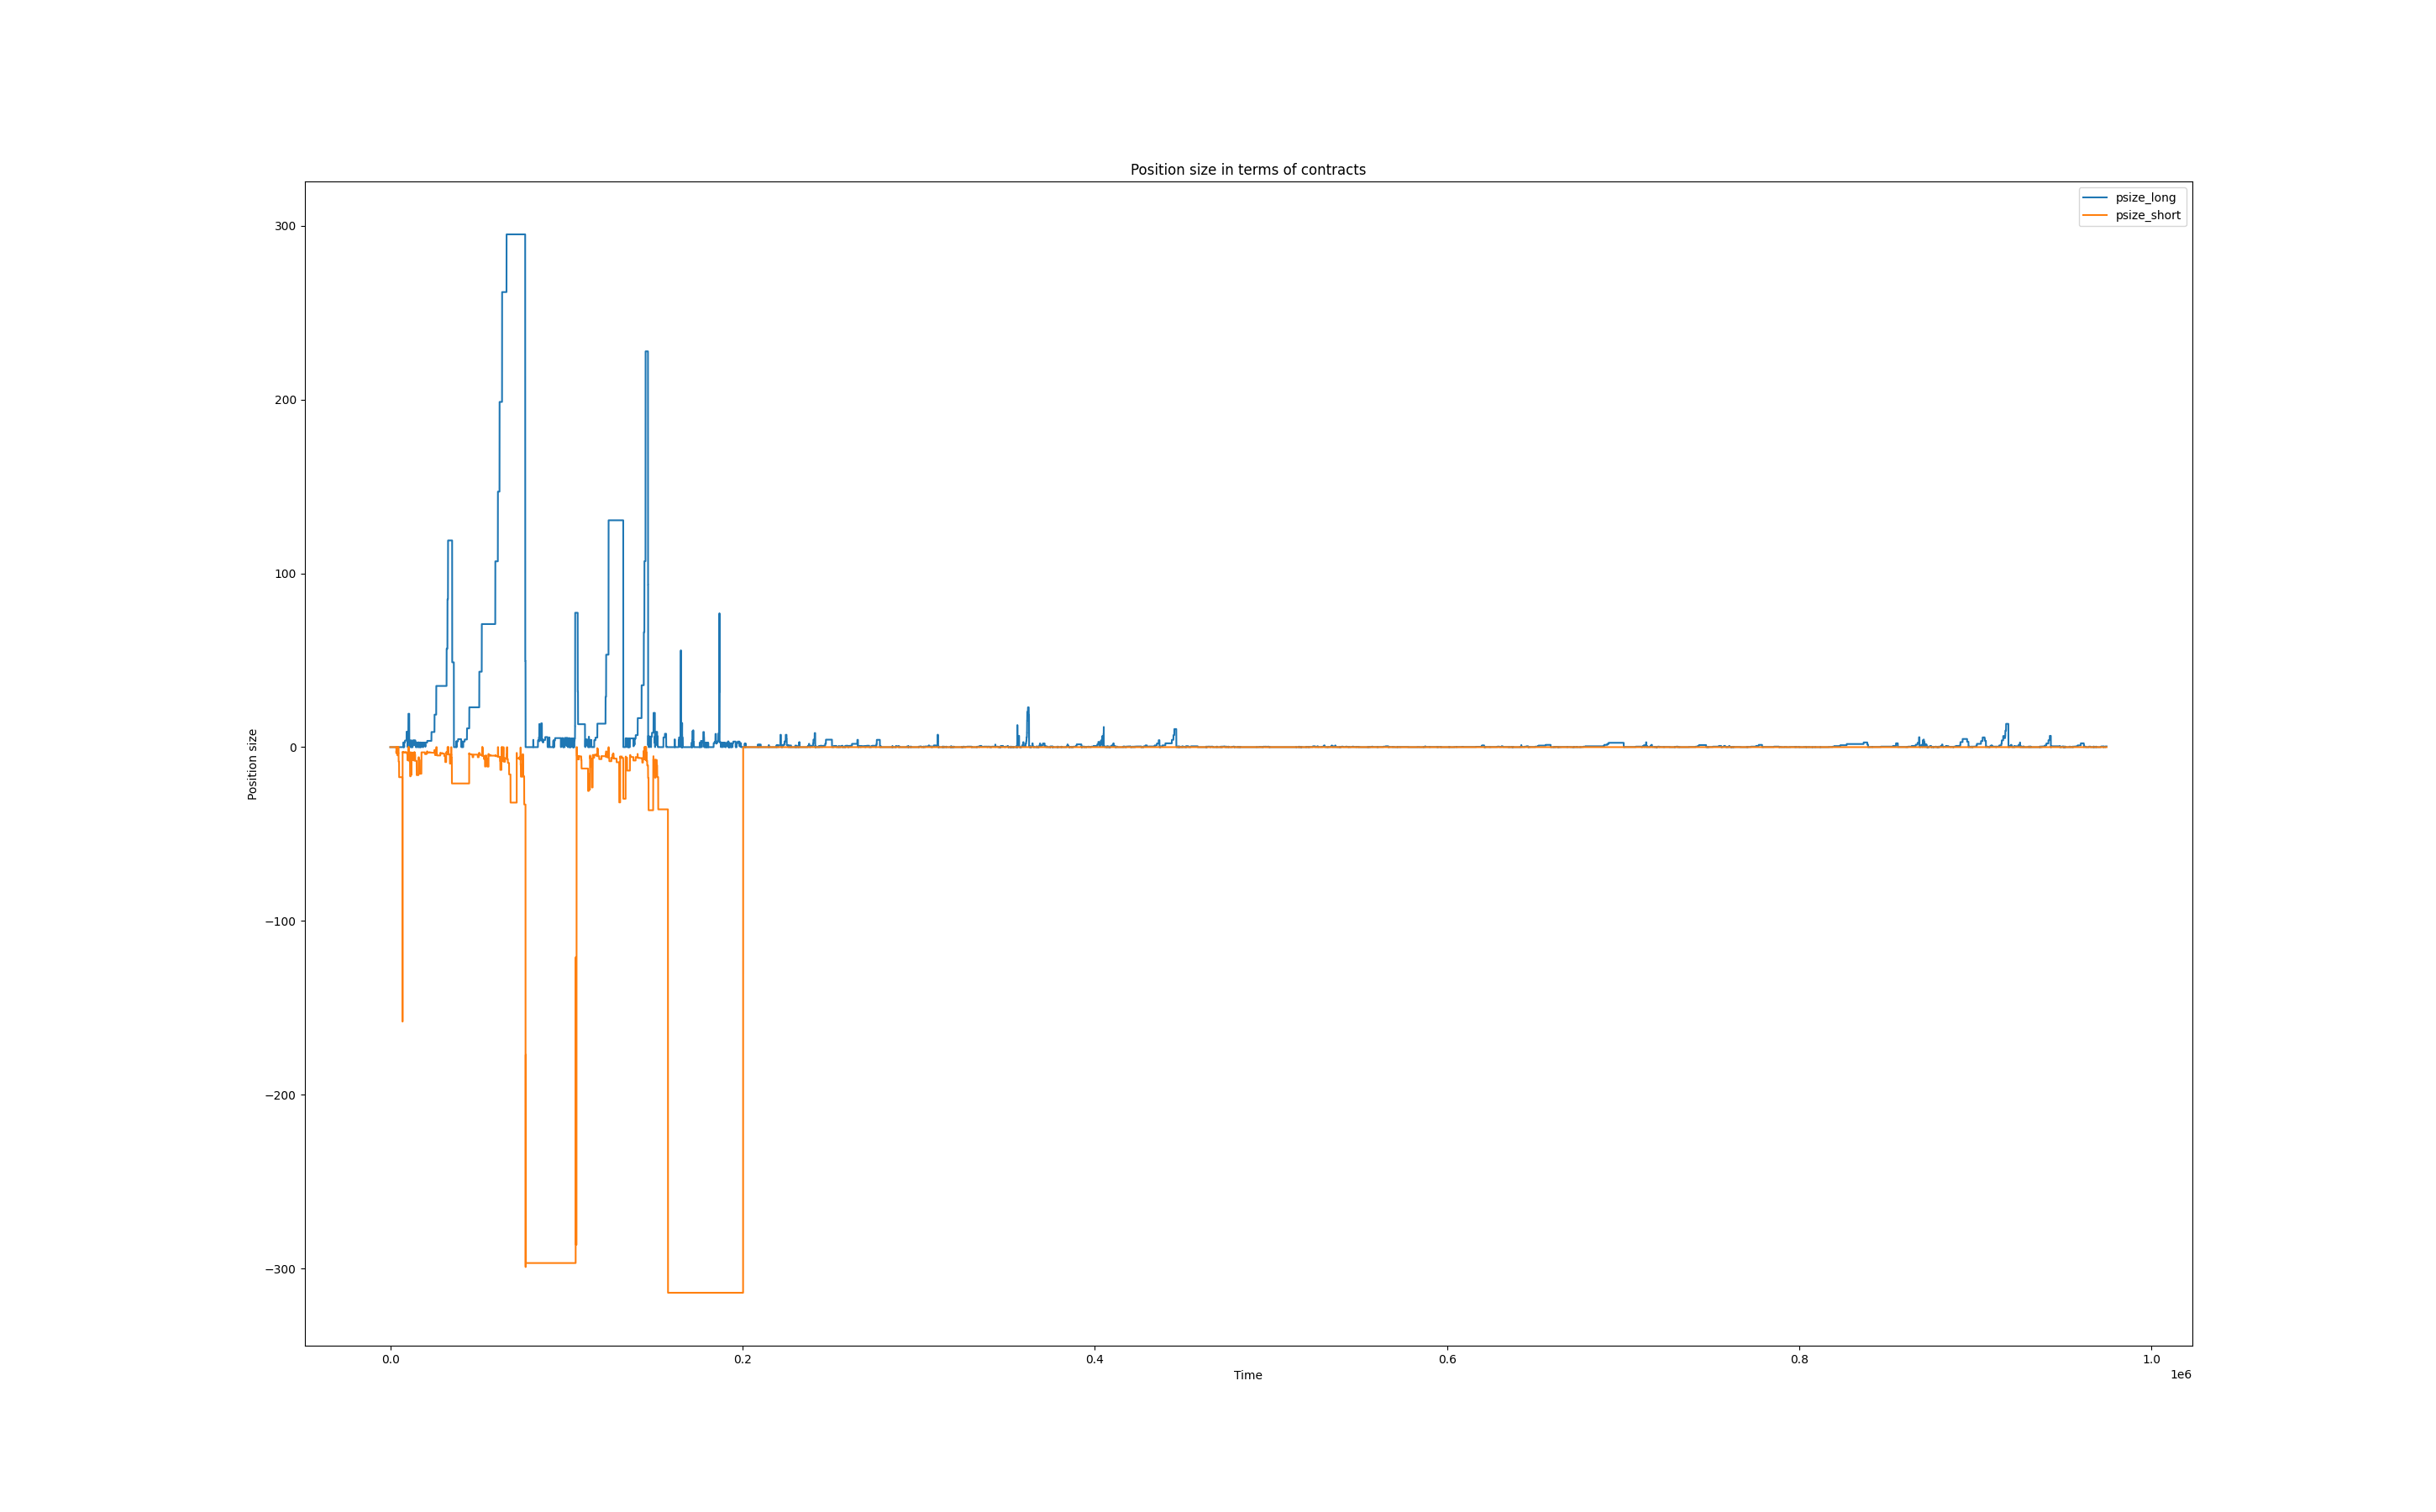 Position size in terms of contracts
psize_long
psize_short
300
200
100
0
−100
−200
−300
Position size
0.0
0.2
0.4
0.6
0.8
1.0
1e6
Time